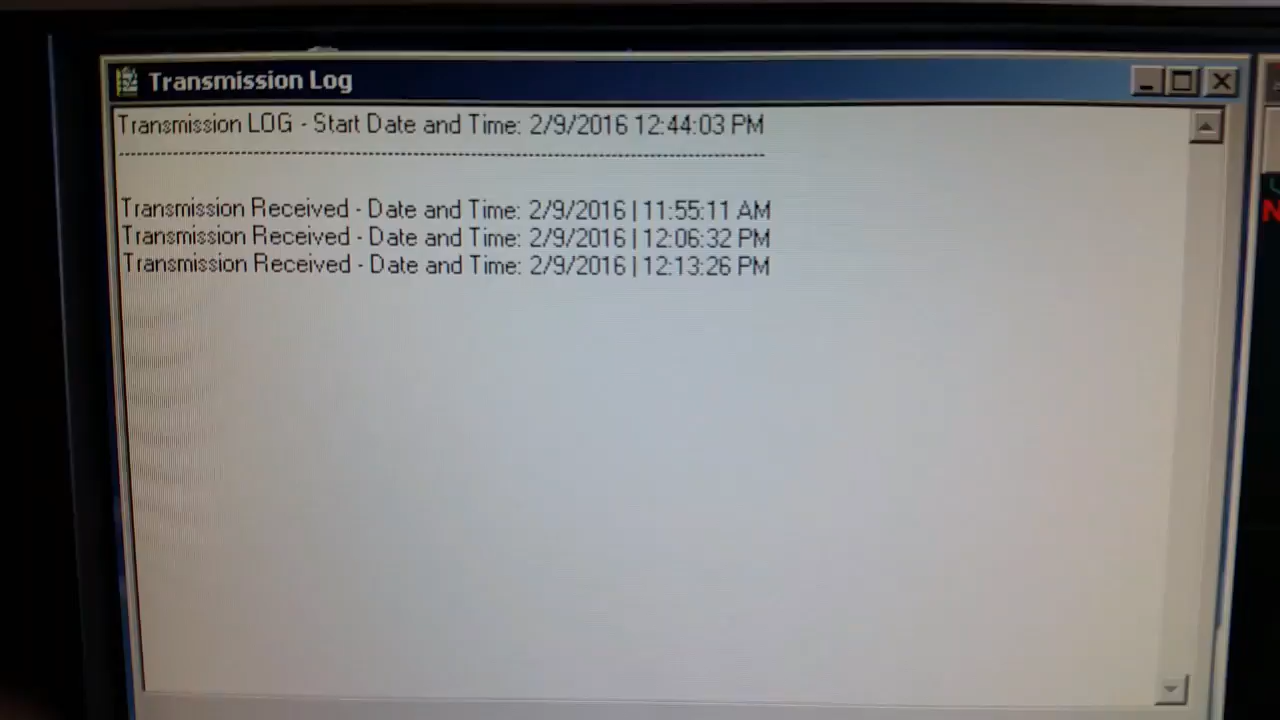 Transmission Log
Transmission LOG - Start Date and Time: 2/9/2016 12:44:03 PM
--------------------------------------------------------------------------------
Transmission Received - Date and Time: 2/9/2016 | 11:55:11 AM
Transmission Received - Date and Time: 2/9/2016 | 12:06:32 PM
Transmission Received - Date and Time: 2/9/2016 | 12:13:26 PM